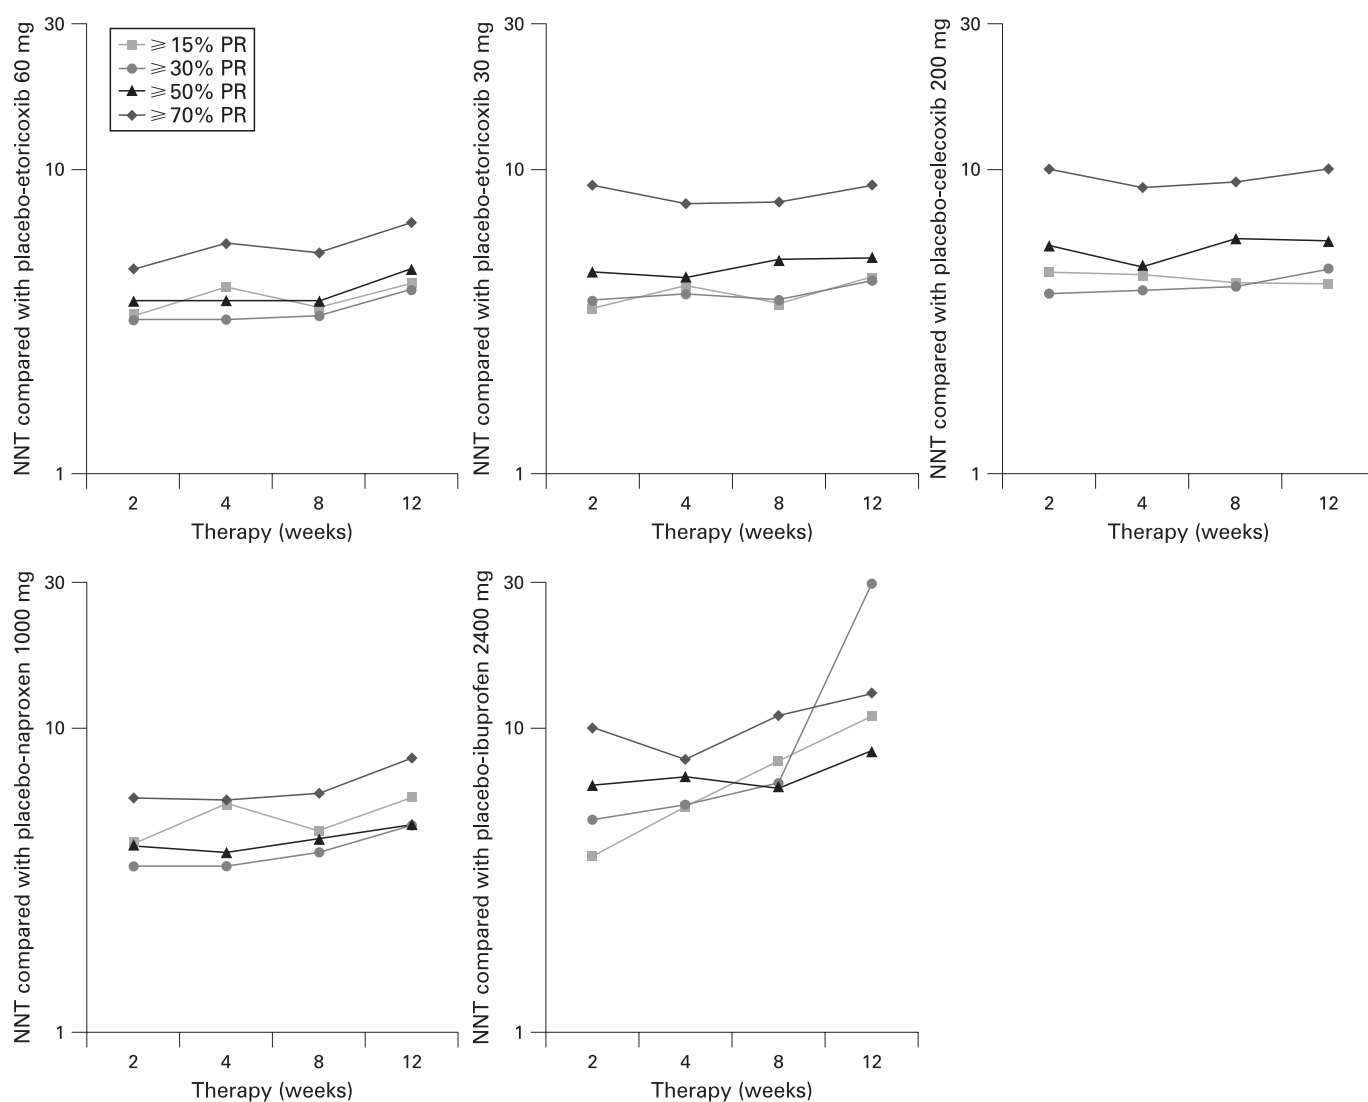 NNT compared with placebo-etoricoxib 60 mg
30
10
1
⩾ 15% PR
⩾ 30% PR
⩾ 50% PR
⩾ 70% PR
2 4 8 12
Therapy (weeks)
NNT compared with placebo-etoricoxib 30 mg
30
10
1
2 4 8 12
Therapy (weeks)
NNT compared with placebo-celecoxib 200 mg
30
10
1
2 4 8 12
Therapy (weeks)
NNT compared with placebo-naproxen 1000 mg
30
10
1
2 4 8 12
Therapy (weeks)
NNT compared with placebo-ibuprofen 2400 mg
30
10
1
2 4 8 12
Therapy (weeks)